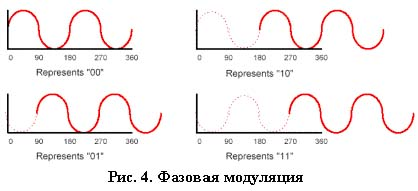 0 90 180 270 360
Represents "00"
0 90 180 270 360
Represents "10"
0 90 180 270 360
Represents "01"
0 90 180 270 360
Represents "11"
Рис. 4. Фазовая модуляция